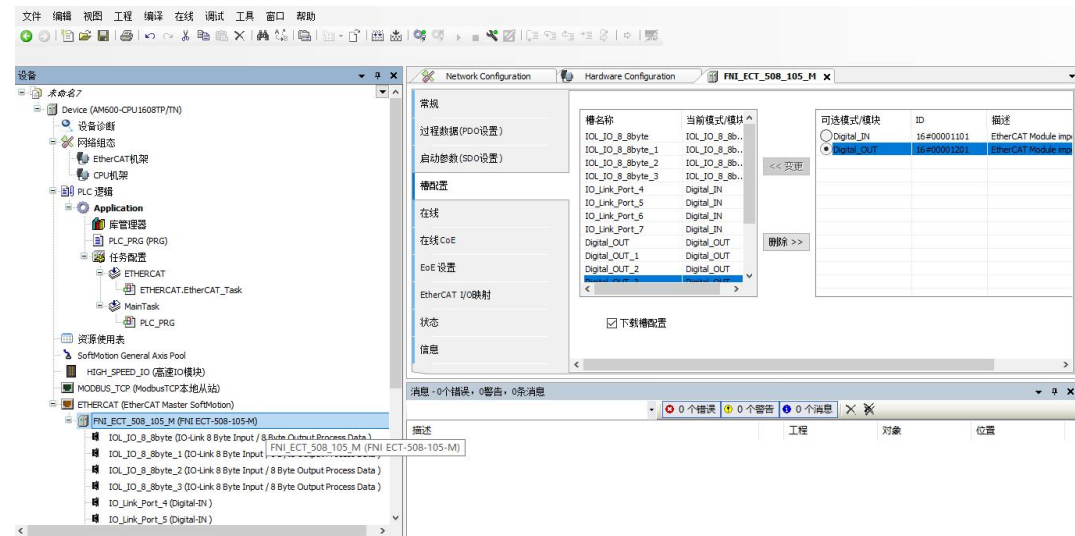 文件 编辑 视图 工程 编译 在线 调试 工具 窗口 帮助
设备
未命名7
Device (AM600-CPU1608TP/TN)
设备诊断
网络组态
EtherCAT机架
CPU机架
PLC 逻辑
Application
库管理器
PLC_PRG (PRG)
任务配置
ETHERCAT
ETHERCAT.EtherCAT_Task
MainTask
PLC_PRG
资源使用表
SoftMotion General Axis Pool
HIGH_SPEED_IO (高速IO模块)
MODBUS_TCP (ModbusTCP本地从站)
ETHERCAT (EtherCAT Master SoftMotion)
FNI_ECT_508_105_M (FNI ECT-508-105-M)
IOL_IO_8_8byte (IO-Link 8 Byte Input / 8 Byte Output Process Data )
IOL_IO_8_8byte_1 (IO-Link 8 Byte Input
FNI_ECT_508_105_M (FNI ECT-508-105-M)
IOL_IO_8_8byte_2 (IO-Link 8 Byte Input / 8 Byte Output Process Data )
IOL_IO_8_8byte_3 (IO-Link 8 Byte Input / 8 Byte Output Process Data )
IO_Link_Port_4 (Digital-IN )
IO_Link_Port_5 (Digital-IN )
Network Configuration Hardware Configuration FNI_ECT_508_105_M X
常规
过程数据(PDO设置)
启动参数(SDO设置)
槽配置
在线
在线CoE
EoE 设置
EtherCAT I/O映射
状态
信息
槽名称 当前模式/模块
IOL_IO_8_8byte IOL_IO_8_8b..
IOL_IO_8_8byte_1 IOL_IO_8_8b..
IOL_IO_8_8byte_2 IOL_IO_8_8b..
IOL_IO_8_8byte_3 IOL_IO_8_8b..
IO_Link_Port_4 Digital_IN
IO_Link_Port_5 Digital_IN
IO_Link_Port_6 Digital_IN
IO_Link_Port_7 Digital_IN
Digital_OUT Digital_OUT
Digital_OUT_1 Digital_OUT
Digital_OUT_2 Digital_OUT
<< 变更
删除 >>
可选模式/模块 ID 描述
Digital_IN 16#00001101 EtherCAT Module imp
Digital_OUT 16#00001201 EtherCAT Module imp
下载槽配置
消息 - 0个错误，0警告，0条消息
0 个错误 0 个警告 0 个消息
描述 工程 对象 位置